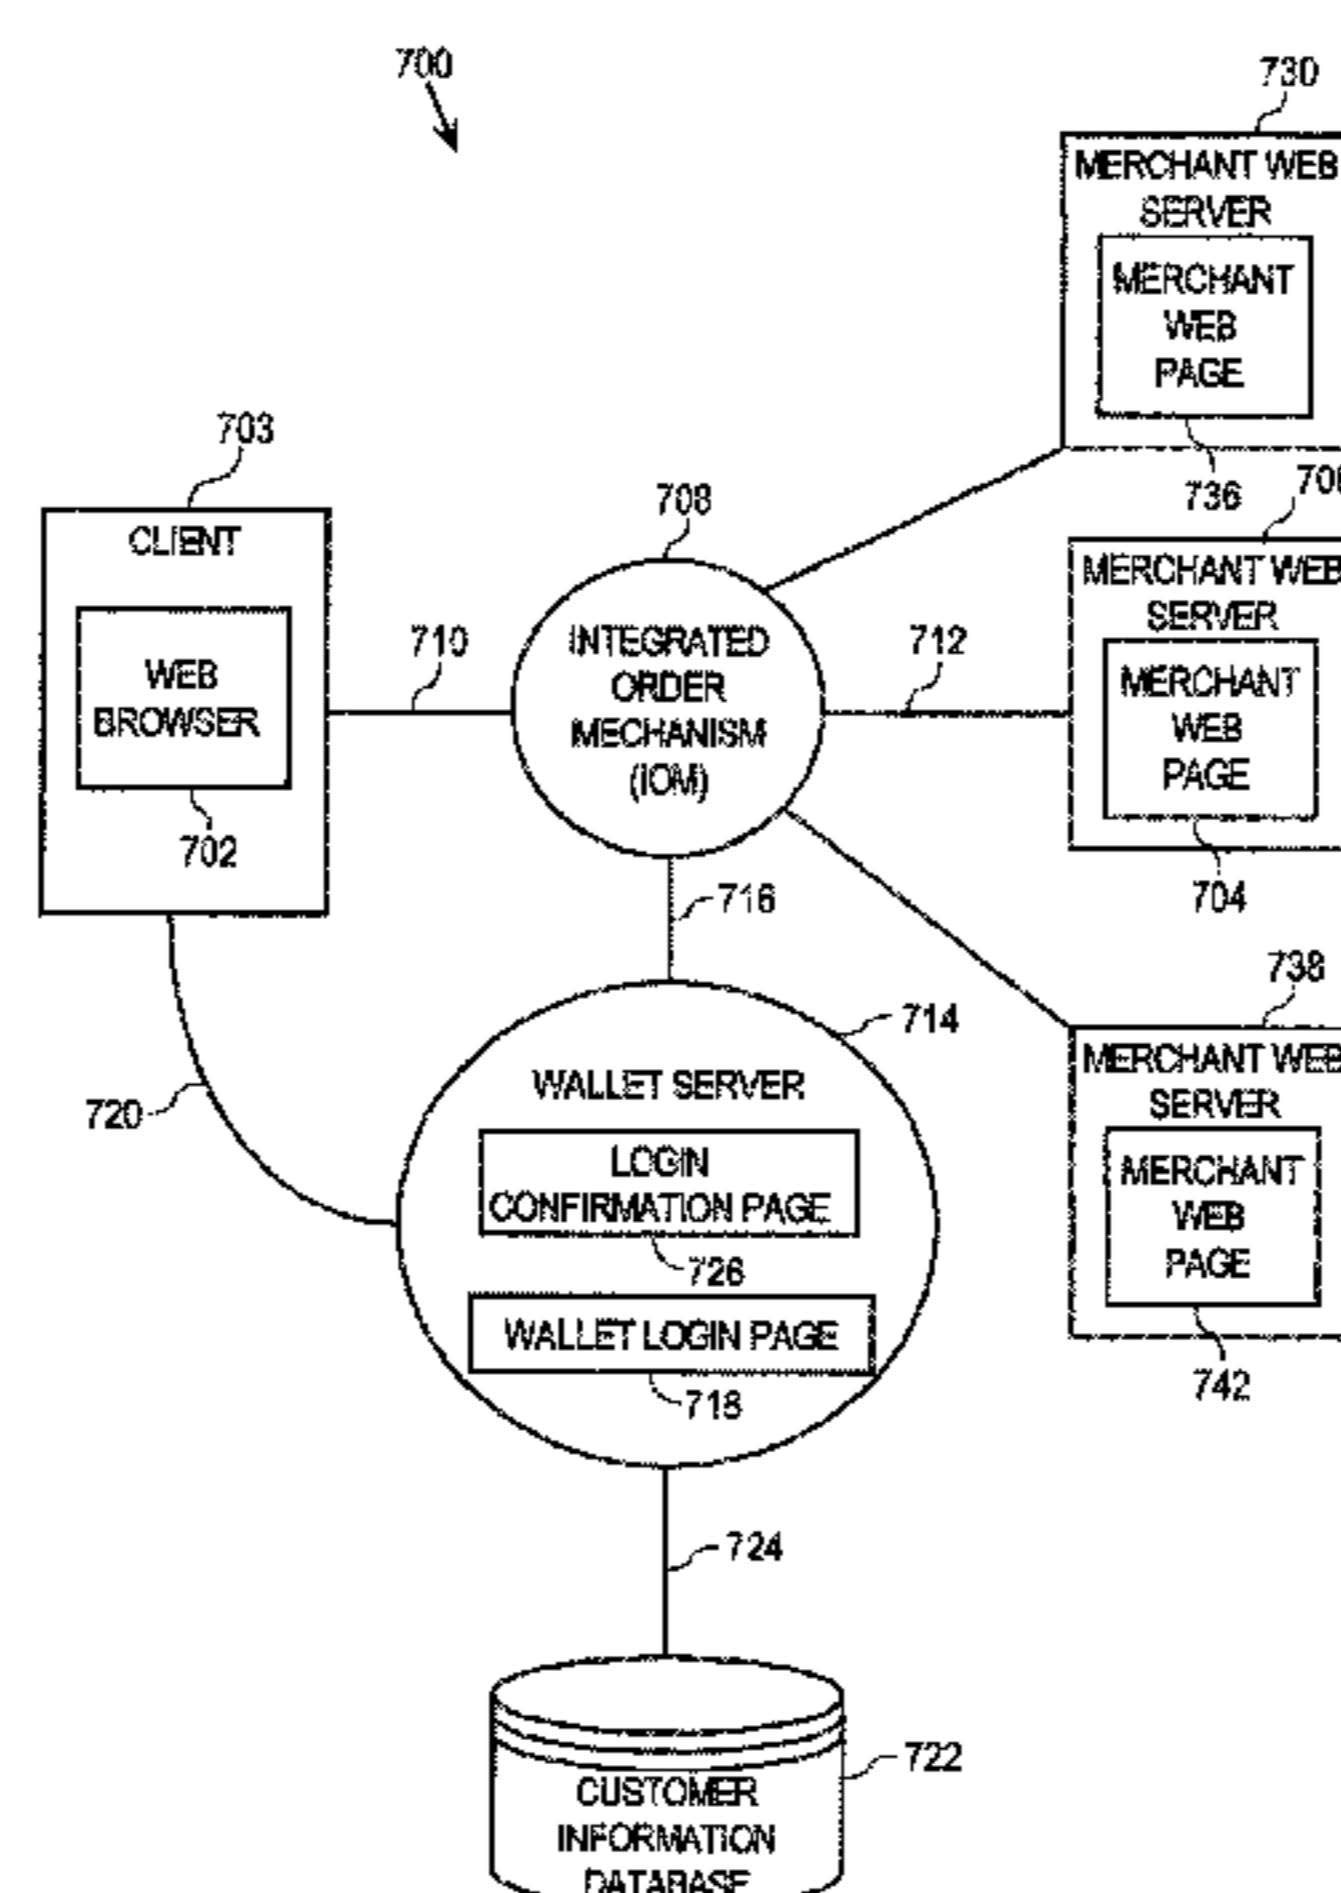 700
730
MERCHANT WEB
SERVER
MERCHANT
WEB
PAGE
736
703
CLIENT
WEB
BROWSER
702
710
708
INTEGRATED
ORDER
MECHANISM
(IOM)
712
MERCHANT WEB
SERVER
MERCHANT
WEB
PAGE
704
716
738
MERCHANT WEB
SERVER
MERCHANT
WEB
PAGE
742
720
714
WALLET SERVER
LOGIN
CONFIRMATION PAGE
726
WALLET LOGIN PAGE
718
724
722
CUSTOMER
INFORMATION
DATABASE